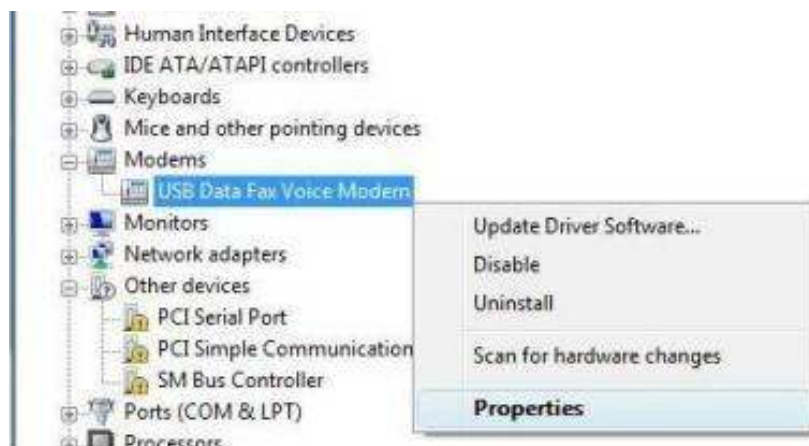 Human Interface Devices
IDE ATA/ATAPI controllers
Keyboards
Mice and other pointing devices
Modems
USB Data Fax Voice Modem
Monitors
Network adapters
Other devices
PCI Serial Port
PCI Simple Communication
SM Bus Controller
Ports (COM & LPT)
Processors
Update Driver Software...
Disable
Uninstall
Scan for hardware changes
Properties